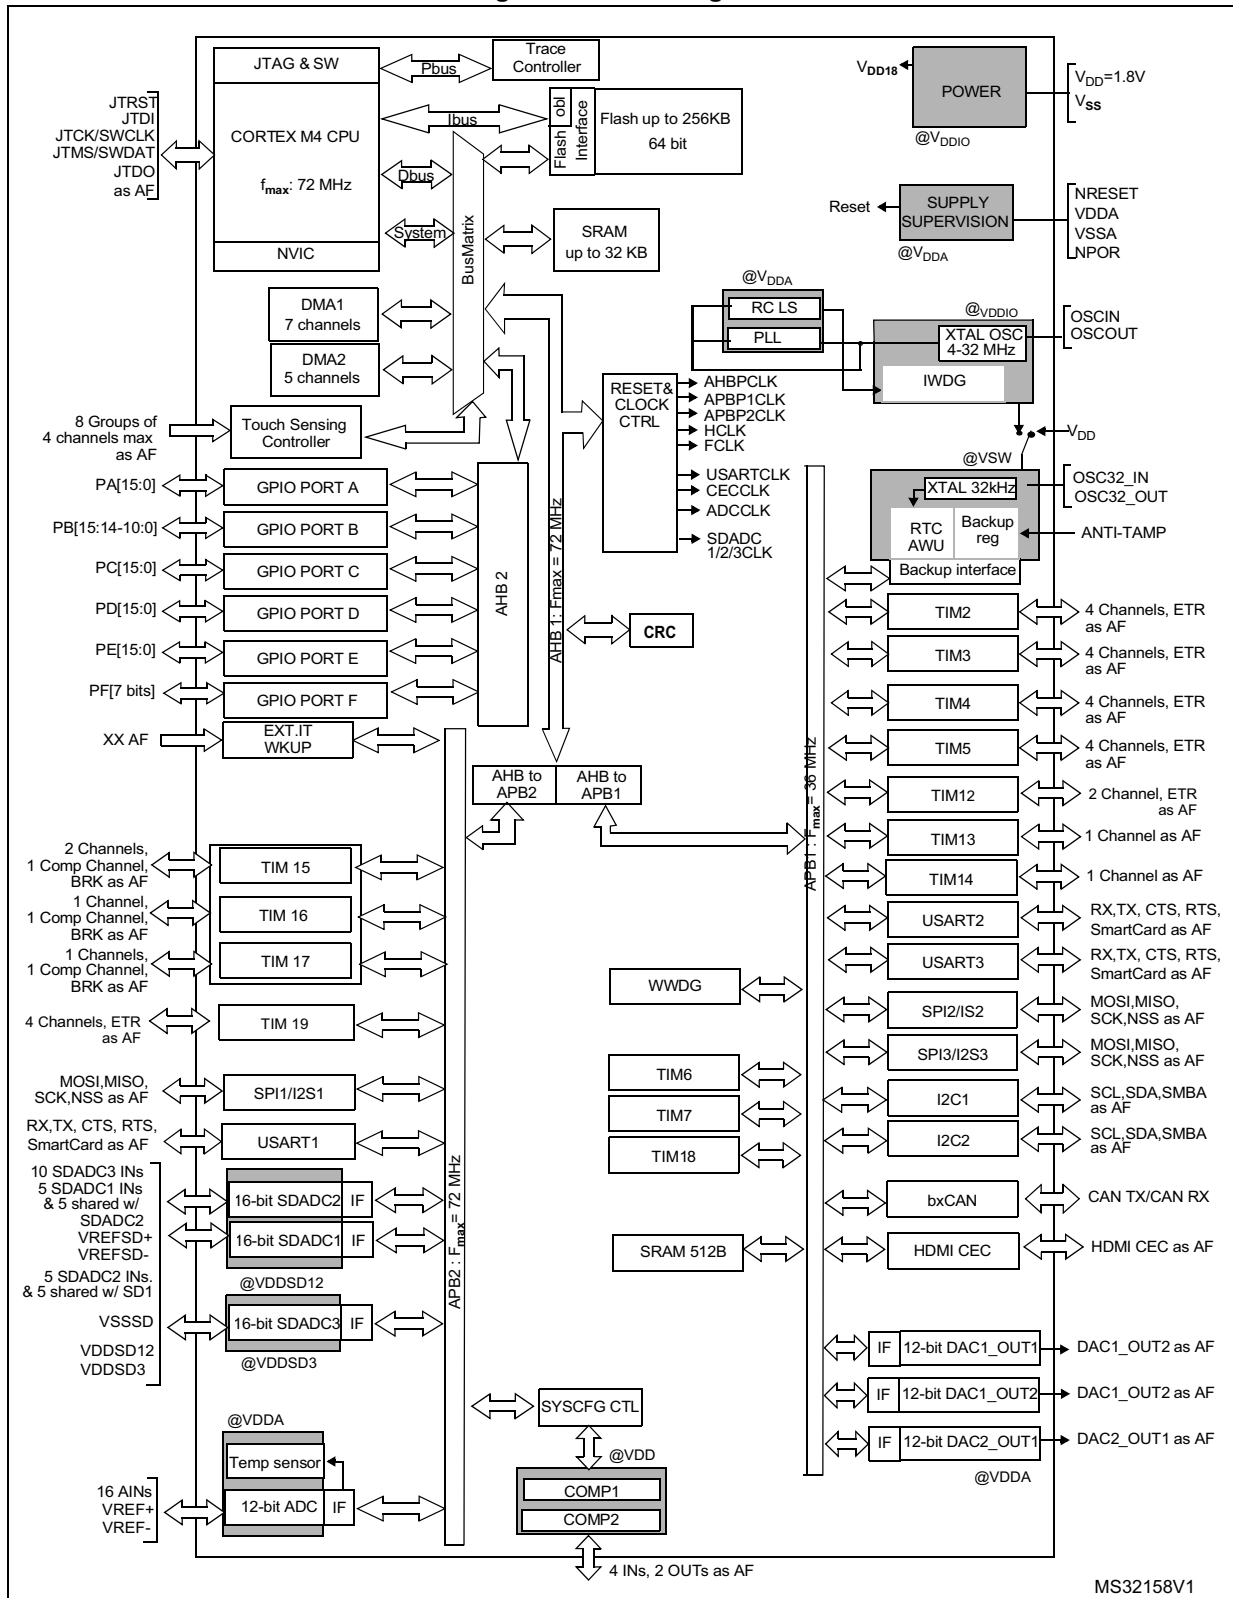 JTAG & SW
Pbus
Trace
Controller
JTRST
JTDI
JTCK/SWCLK
JTMS/SWDAT
JTDO
as AF
CORTEX M4 CPU
fmax: 72 MHz
NVIC
Ibus
Dbus
System
BusMatrix
Flash obl
Interface
Flash up to 256KB
64 bit
SRAM
up to 32 KB
VDD18
POWER
VDD=1.8V
VSS
@VDDIO
Reset
SUPPLY
SUPERVISION
NRESET
VDDA
VSSA
NPOR
@VDDA
DMA1
7 channels
DMA2
5 channels
8 Groups of
4 channels max
as AF
Touch Sensing
Controller
@VDDA
RC LS
PLL
@VDDIO
XTAL OSC
4-32 MHz
IWDG
OSCIN
OSCOUT
RESET&
CLOCK
CTRL
AHBPCLK
APBP1CLK
APBP2CLK
HCLK
FCLK
USARTCLK
CECCLK
ADCCLK
SDADC
1/2/3CLK
VDD
@VSW
XTAL 32kHz
OSC32_IN
OSC32_OUT
RTC
AWU
Backup
reg
ANTI-TAMP
Backup interface
PA[15:0]
GPIO PORT A
PB[15:14-10:0]
GPIO PORT B
PC[15:0]
GPIO PORT C
PD[15:0]
GPIO PORT D
PE[15:0]
GPIO PORT E
PF[7 bits]
GPIO PORT F
AHB 2
AHB 1: Fmax = 72 MHz
CRC
XX AF
EXT.IT
WKUP
AHB to
APB2
AHB to
APB1
2 Channels,
1 Comp Channel,
BRK as AF
TIM 15
1 Channel,
1 Comp Channel,
BRK as AF
TIM 16
1 Channels,
1 Comp Channel,
BRK as AF
TIM 17
4 Channels, ETR
as AF
TIM 19
MOSI,MISO,
SCK,NSS as AF
SPI1/I2S1
RX,TX, CTS, RTS,
SmartCard as AF
USART1
10 SDADC3 INs
5 SDADC1 INs
& 5 shared w/
SDADC2
VREFSD+
VREFSD-
5 SDADC2 INs.
& 5 shared w/ SD1
VSSSD
VDDSD12
VDDSD3
16-bit SDADC2
IF
16-bit SDADC1
IF
@VDDSD12
16-bit SDADC3
IF
@VDDSD3
APB2 : Fmax= 72 MHz
@VDDA
Temp sensor
16 AINs
VREF+
VREF-
12-bit ADC
IF
SYSCFG CTL
@VDD
COMP1
COMP2
4 INs, 2 OUTs as AF
WWDG
TIM6
TIM7
TIM18
SRAM 512B
APB1 : Fmax= 36 MHz
TIM2
4 Channels, ETR
as AF
TIM3
4 Channels, ETR
as AF
TIM4
4 Channels, ETR
as AF
TIM5
4 Channels, ETR
as AF
TIM12
2 Channel, ETR
as AF
TIM13
1 Channel as AF
TIM14
1 Channel as AF
USART2
RX,TX, CTS, RTS,
SmartCard as AF
USART3
RX,TX, CTS, RTS,
SmartCard as AF
SPI2/IS2
MOSI,MISO,
SCK,NSS as AF
SPI3/I2S3
MOSI,MISO,
SCK,NSS as AF
I2C1
SCL,SDA,SMBA
as AF
I2C2
SCL,SDA,SMBA
as AF
bxCAN
CAN TX/CAN RX
HDMI CEC
HDMI CEC as AF
IF
12-bit DAC1_OUT1
DAC1_OUT2 as AF
IF
12-bit DAC1_OUT2
DAC1_OUT2 as AF
IF
12-bit DAC2_OUT1
DAC2_OUT1 as AF
@VDDA
MS32158V1